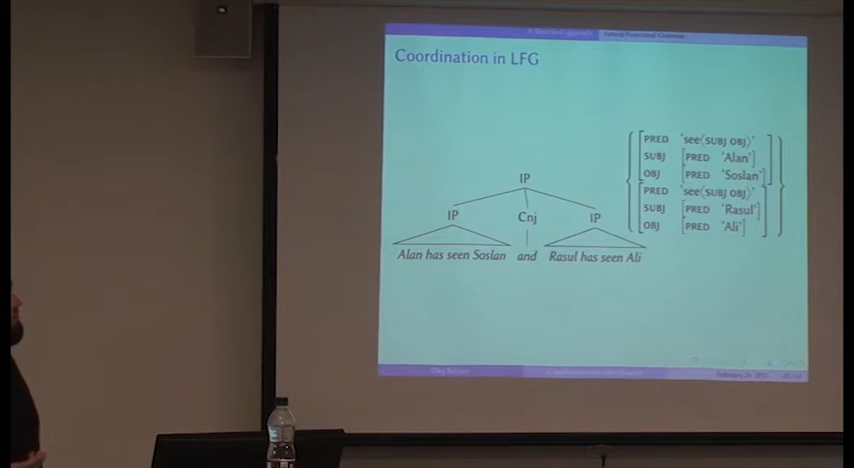 Lexical Functional Grammar
Coordination in LFG
IP
IP Cnj IP
Alan has seen Soslan and Rasul has seen Ali
PRED 'see⟨SUBJ OBJ⟩'
SUBJ [PRED 'Alan']
OBJ [PRED 'Soslan']
PRED 'see⟨SUBJ OBJ⟩'
SUBJ [PRED 'Rasul']
OBJ [PRED 'Ali']
February